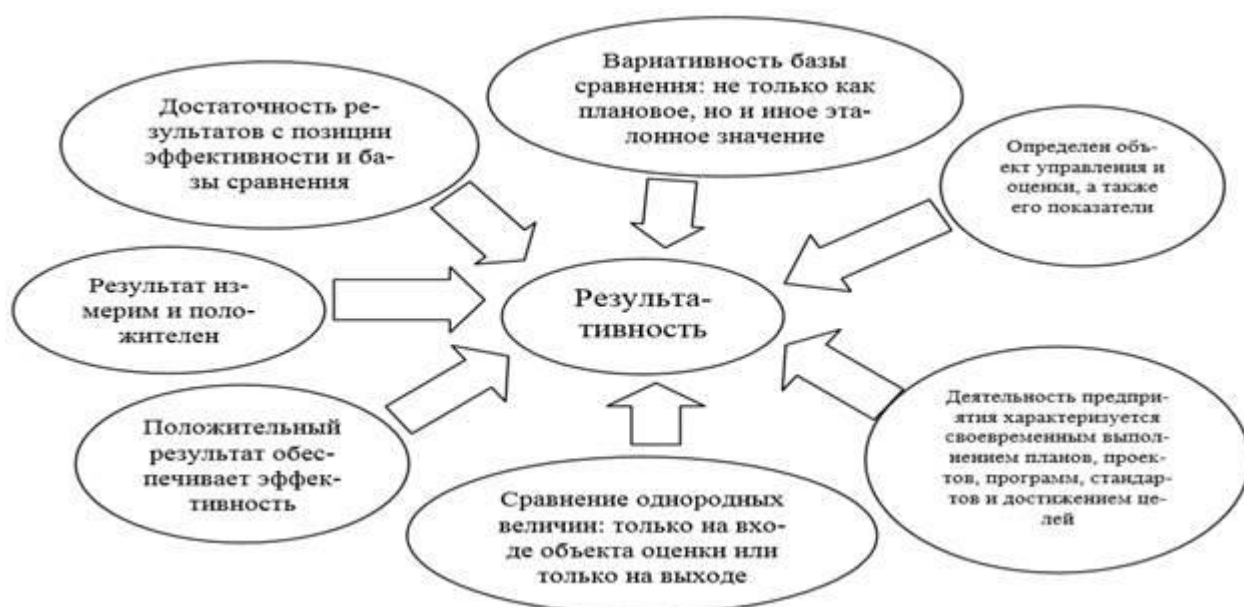 Вариативность базы
сравнения: не только как
плановое, но и иное эта-
лонное значение
Достаточность ре-
зультатов с позиции
эффективности и ба-
зы сравнения
Определен объ-
ект управления и
оценки, а также
его показатели
Результат из-
мерим и поло-
жителен
Результа-
тивность
Положительный
результат обес-
печивает эффек-
тивность
Деятельность предпри-
ятия характеризуется
своевременным выпол-
нением планов, проек-
тов, программ, стандар-
тов и достижением це-
лей
Сравнение однородных
величин: только на вхо-
де объекта оценки или
только на выходе